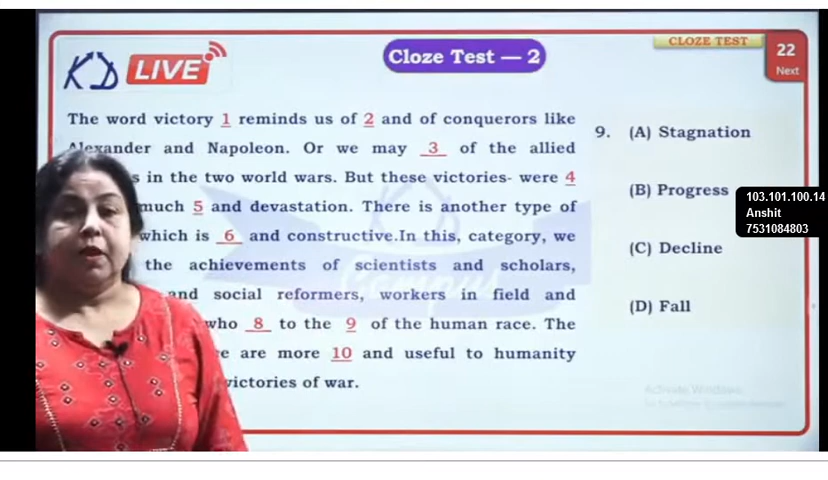 KD LIVE
Cloze Test — 2
CLOZE TEST
22
Next
The word victory 1 reminds us of 2 and of conquerors like
Alexander and Napoleon. Or we may 3 of the allied
s in the two world wars. But these victories- were 4
much 5 and devastation. There is another type of
which is 6 and constructive.In this, category, we
the achievements of scientists and scholars,
and social reformers, workers in field and
who 8 to the 9 of the human race. The
e are more 10 and useful to humanity
victories of war.
9. (A) Stagnation
(B) Progress
(C) Decline
(D) Fall
103.101.100.14
Anshit
7531084803
Campus
Activate Windows